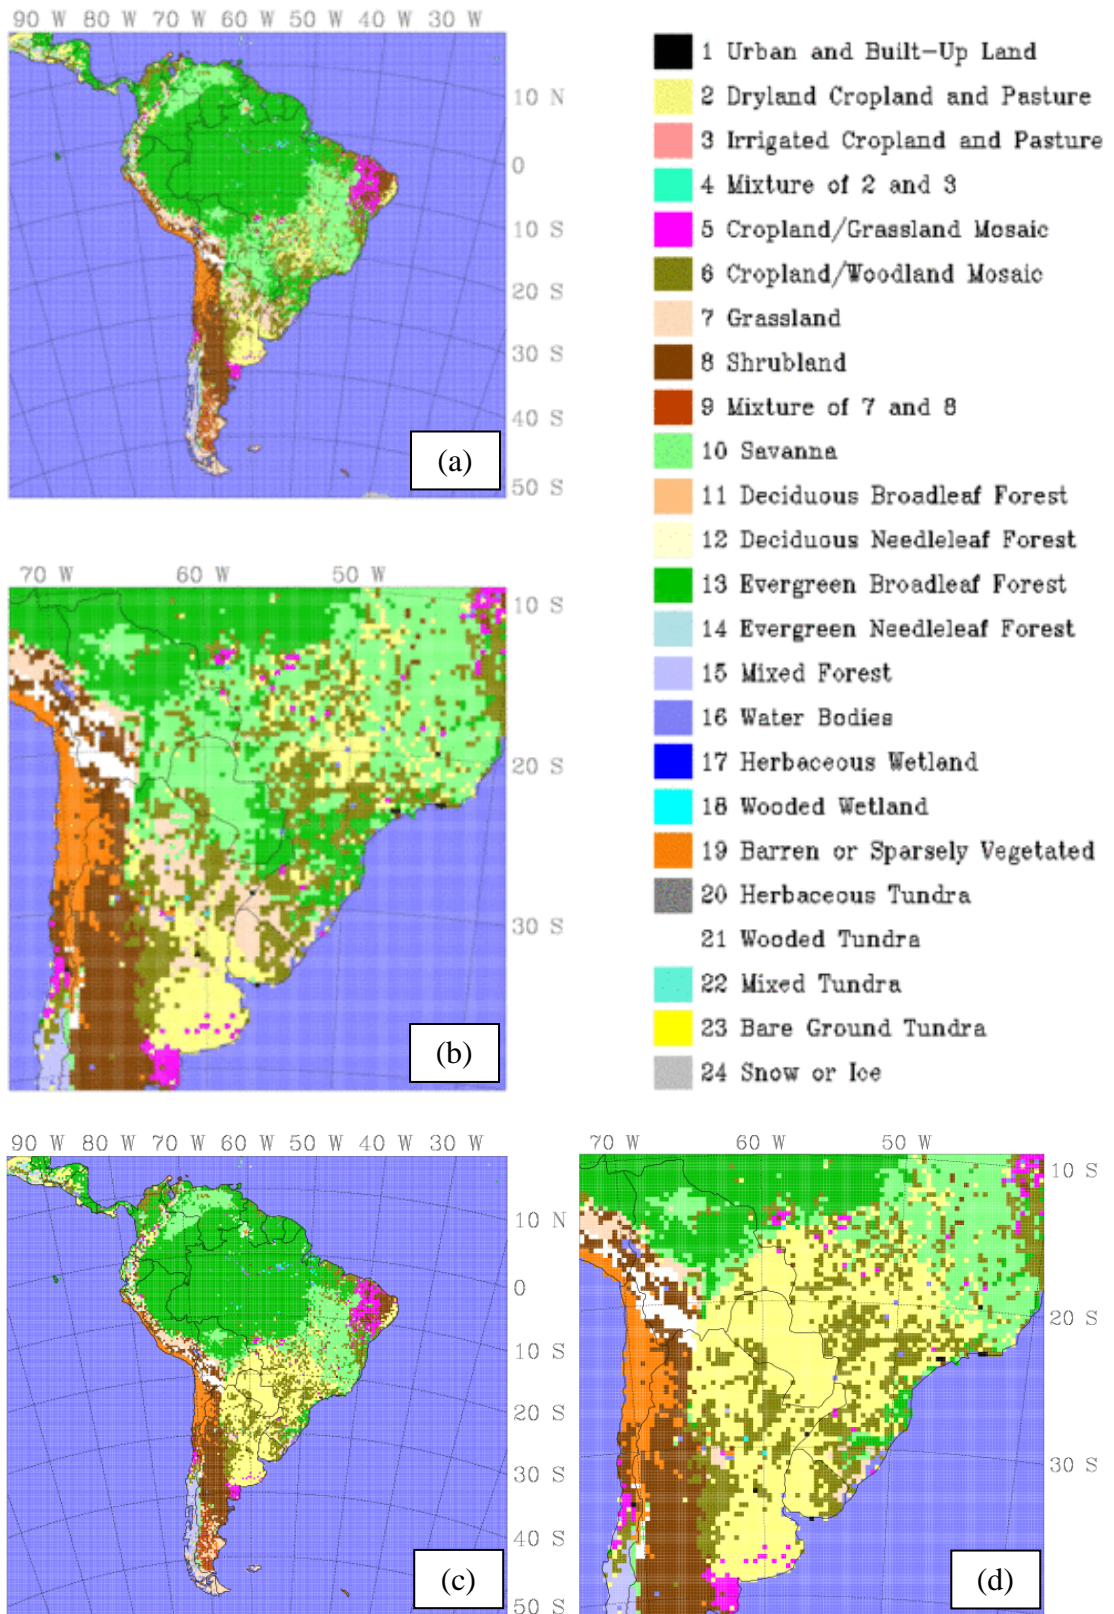 90 W 80 W 70 W 60 W 50 W 40 W 30 W
10 N
0
10 S
20 S
30 S
40 S
50 S
(a)
1 Urban and Built-Up Land
2 Dryland Cropland and Pasture
3 Irrigated Cropland and Pasture
4 Mixture of 2 and 3
5 Cropland/Grassland Mosaic
6 Cropland/Woodland Mosaic
7 Grassland
8 Shrubland
9 Mixture of 7 and 8
10 Savanna
11 Deciduous Broadleaf Forest
12 Deciduous Needleleaf Forest
13 Evergreen Broadleaf Forest
14 Evergreen Needleleaf Forest
15 Mixed Forest
16 Water Bodies
17 Herbaceous Wetland
18 Wooded Wetland
19 Barren or Sparsely Vegetated
20 Herbaceous Tundra
21 Wooded Tundra
22 Mixed Tundra
23 Bare Ground Tundra
24 Snow or Ice
70 W 60 W 50 W
10 S
20 S
30 S
(b)
90 W 80 W 70 W 60 W 50 W 40 W 30 W
10 N
0
10 S
20 S
30 S
40 S
50 S
(c)
70 W 60 W 50 W
10 S
20 S
30 S
(d)